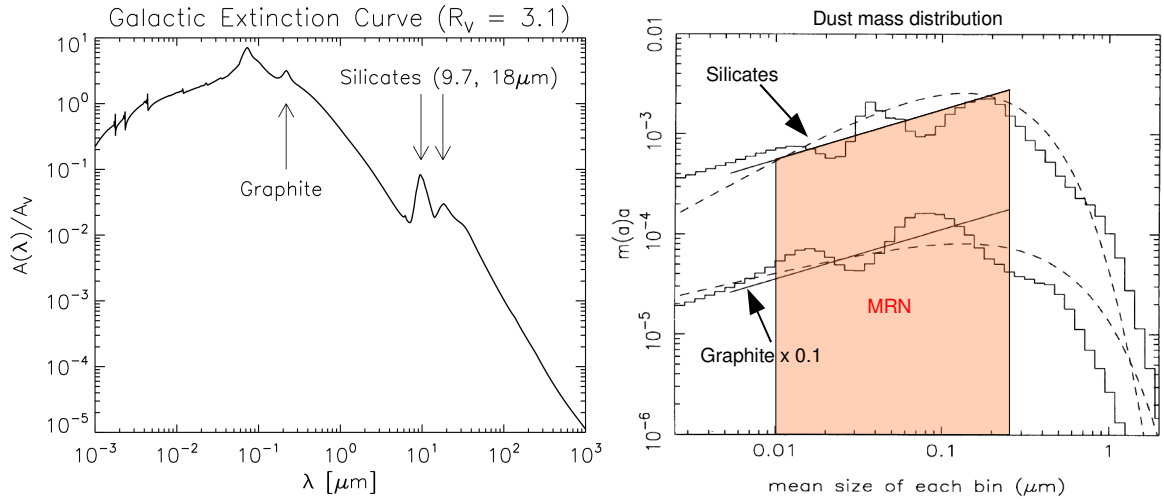 Galactic Extinction Curve (R_V = 3.1)
10^1
10^0
10^-1
10^-2
10^-3
10^-4
10^-5
A(λ)/A_V
Silicates (9.7, 18μm)
Graphite
10^-3
10^-2
10^-1
10^0
10^1
10^2
10^3
λ [μm]
Dust mass distribution
0.01
10^-3
10^-4
10^-5
10^-6
m(a)a
Silicates
MRN
Graphite x 0.1
0.01
0.1
1
mean size of each bin (μm)